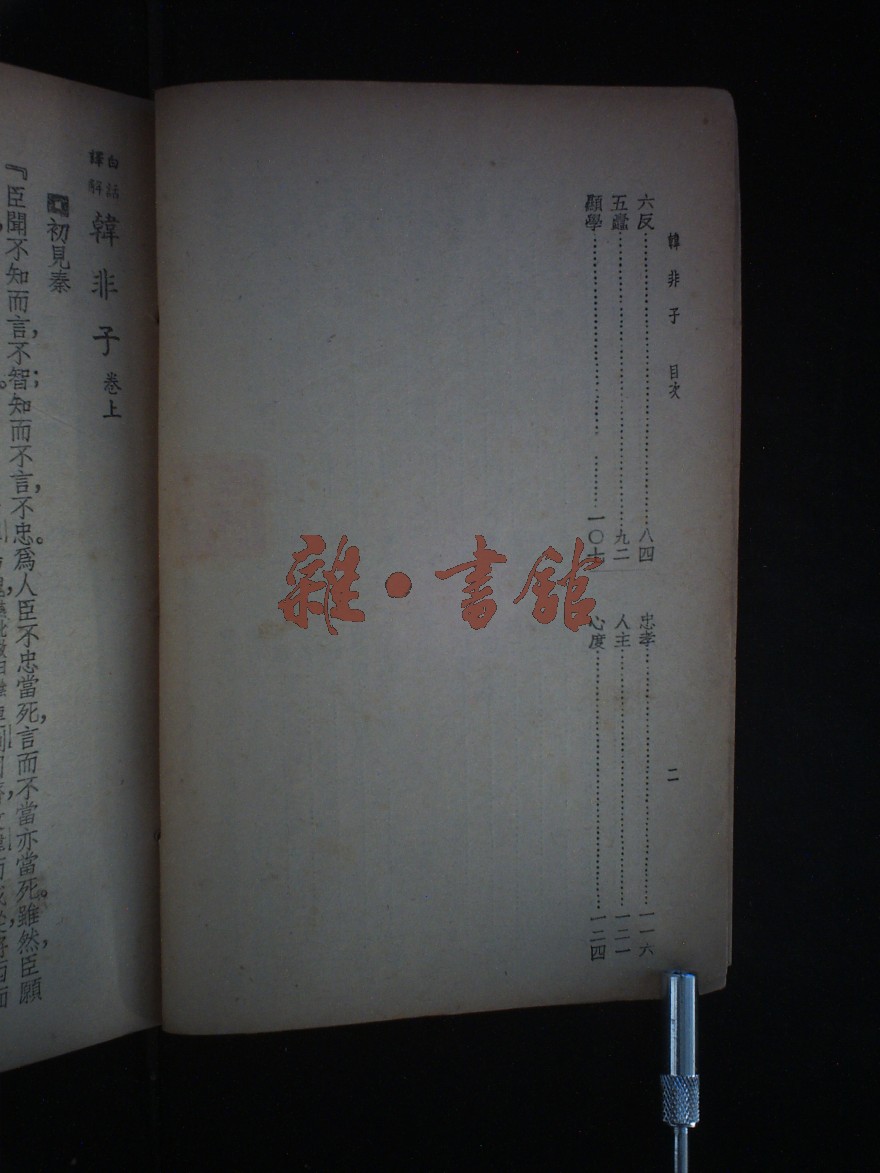 韓非子　目次
二
六反……八四
五蠹……九二
顯學……一〇七
忠孝……一一六
人主……一二一
心度……一二四
雜・書館
白話譯解 韓非子 卷上
初見秦
『臣聞不知而言，不智；知而不言，不忠。爲人臣不忠當死，言而不當亦當死。雖然，臣願